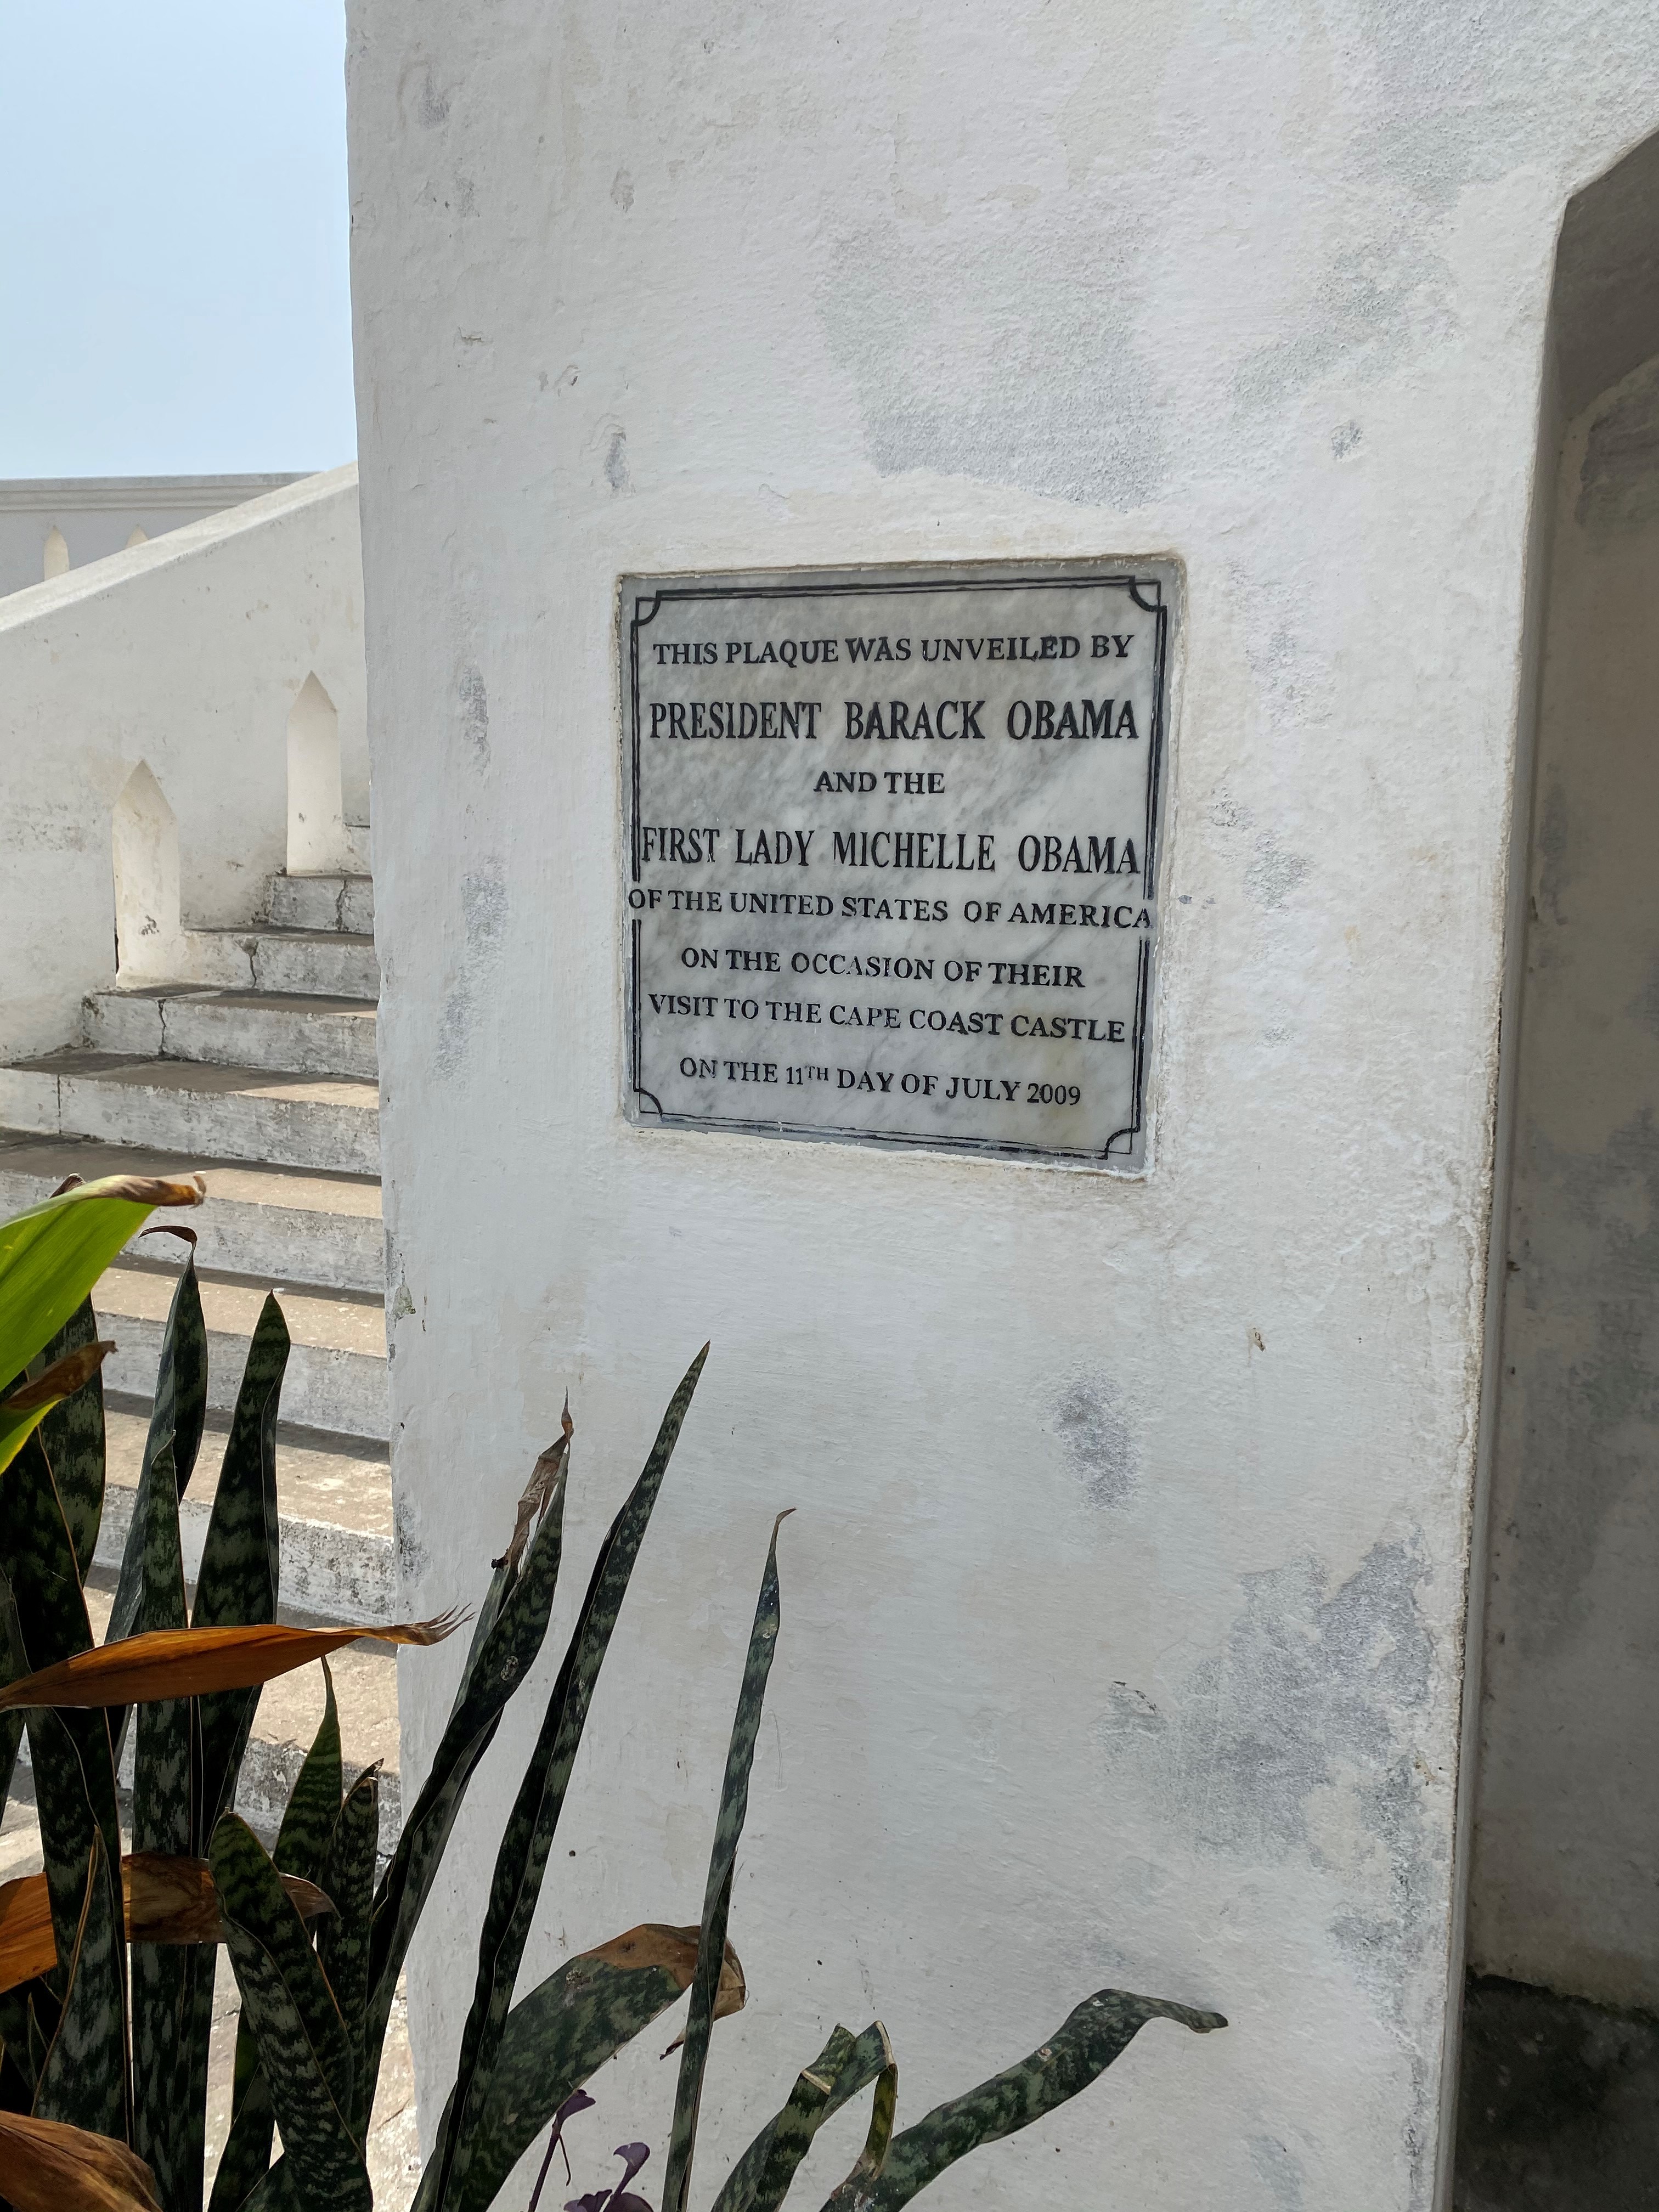 THIS PLAQUE WAS UNVEILED BY
PRESIDENT BARACK OBAMA
AND THE
FIRST LADY MICHELLE OBAMA
OF THE UNITED STATES OF AMERICA
ON THE OCCASION OF THEIR
VISIT TO THE CAPE COAST CASTLE
ON THE 11TH DAY OF JULY 2009